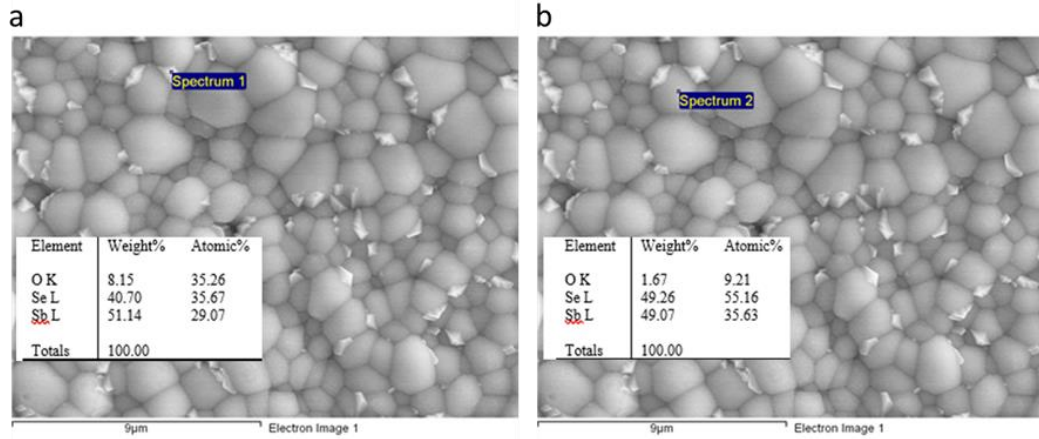 a
Spectrum 1
Element Weight% Atomic%
O K 8.15 35.26
Se L 40.70 35.67
Sb L 51.14 29.07
Totals 100.00
9μm Electron Image 1
b
Spectrum 2
Element Weight% Atomic%
O K 1.67 9.21
Se L 49.26 55.16
Sb L 49.07 35.63
Totals 100.00
9μm Electron Image 1